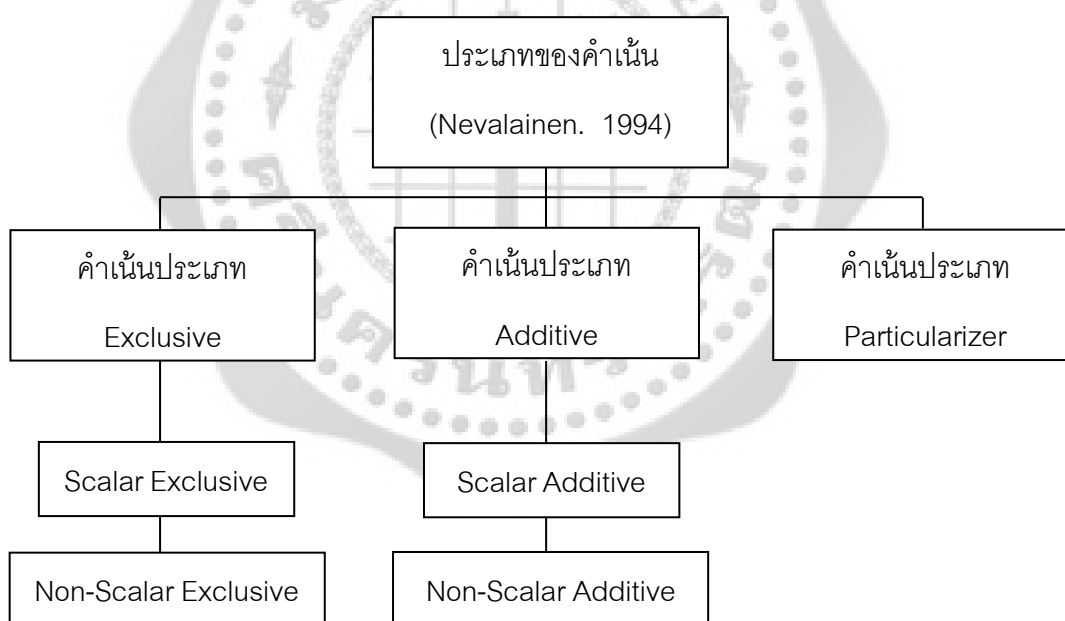 ประเภทของคำเน้น
(Nevalainen. 1994)
คำเน้นประเภท
Exclusive
คำเน้นประเภท
Additive
คำเน้นประเภท
Particularizer
Scalar Exclusive
Scalar Additive
Non-Scalar Exclusive
Non-Scalar Additive